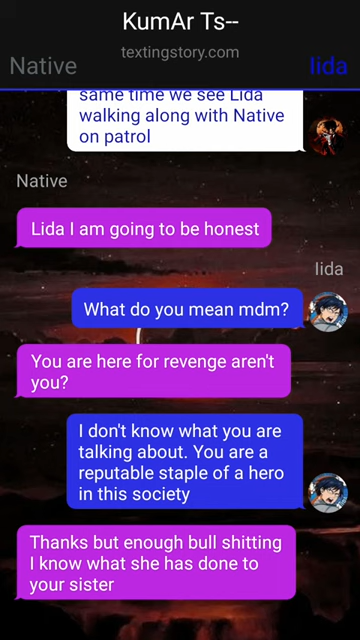 KumAr Ts--
textingstory.com
Native
Iida
same time we see Lida
walking along with Native
on patrol
Native
Lida I am going to be honest
Iida
What do you mean mdm?
You are here for revenge aren't
you?
I don't know what you are
talking about. You are a
reputable staple of a hero
in this society
Thanks but enough bull shitting
I know what she has done to
your sister